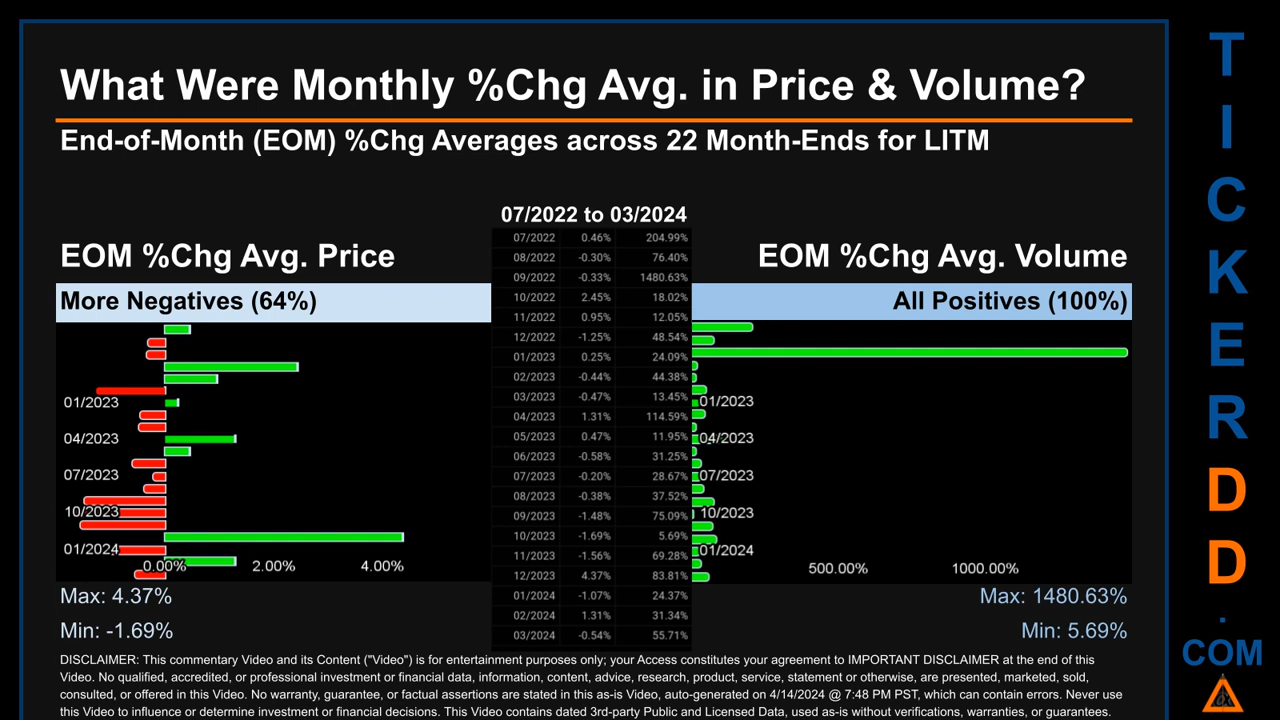 What Were Monthly %Chg Avg. in Price & Volume?
End-of-Month (EOM) %Chg Averages across 22 Month-Ends for LITM
07/2022 to 03/2024
EOM %Chg Avg. Price
EOM %Chg Avg. Volume
More Negatives (64%)
All Positives (100%)
07/2022 0.46% 204.99%
08/2022 -0.30% 76.40%
09/2022 -0.33% 1480.63%
10/2022 2.45% 18.02%
11/2022 0.95% 12.05%
12/2022 -1.25% 48.54%
01/2023 0.25% 24.09%
02/2023 -0.44% 44.38%
03/2023 -0.47% 13.45%
04/2023 1.31% 114.59%
05/2023 0.47% 11.95%
06/2023 -0.58% 31.25%
07/2023 -0.20% 28.67%
08/2023 -0.38% 37.52%
09/2023 -1.48% 75.09%
10/2023 -1.69% 5.69%
11/2023 -1.56% 69.28%
12/2023 4.37% 83.81%
01/2024 -1.07% 24.37%
02/2024 1.31% 31.34%
03/2024 -0.54% 55.71%
01/2023
04/2023
07/2023
10/2023
01/2024
0.00% 2.00% 4.00%
01/2023
04/2023
07/2023
10/2023
01/2024
500.00% 1000.00%
Max: 4.37%
Min: -1.69%
Max: 1480.63%
Min: 5.69%
DISCLAIMER: This commentary Video and its Content ("Video") is for entertainment purposes only; your Access constitutes your agreement to IMPORTANT DISCLAIMER at the end of this
Video. No qualified, accredited, or professional investment or financial data, information, content, advice, research, product, service, statement or otherwise, are presented, marketed, sold,
consulted, or offered in this Video. No warranty, guarantee, or factual assertions are stated in this as-is Video, auto-generated on 4/14/2024 @ 7:48 PM PST, which can contain errors. Never use
this Video to influence or determine investment or financial decisions. This Video contains dated 3rd-party Public and Licensed Data, used as-is without verifications, warranties, or guarantees.
T
I
C
K
E
R
D
D
.
COM